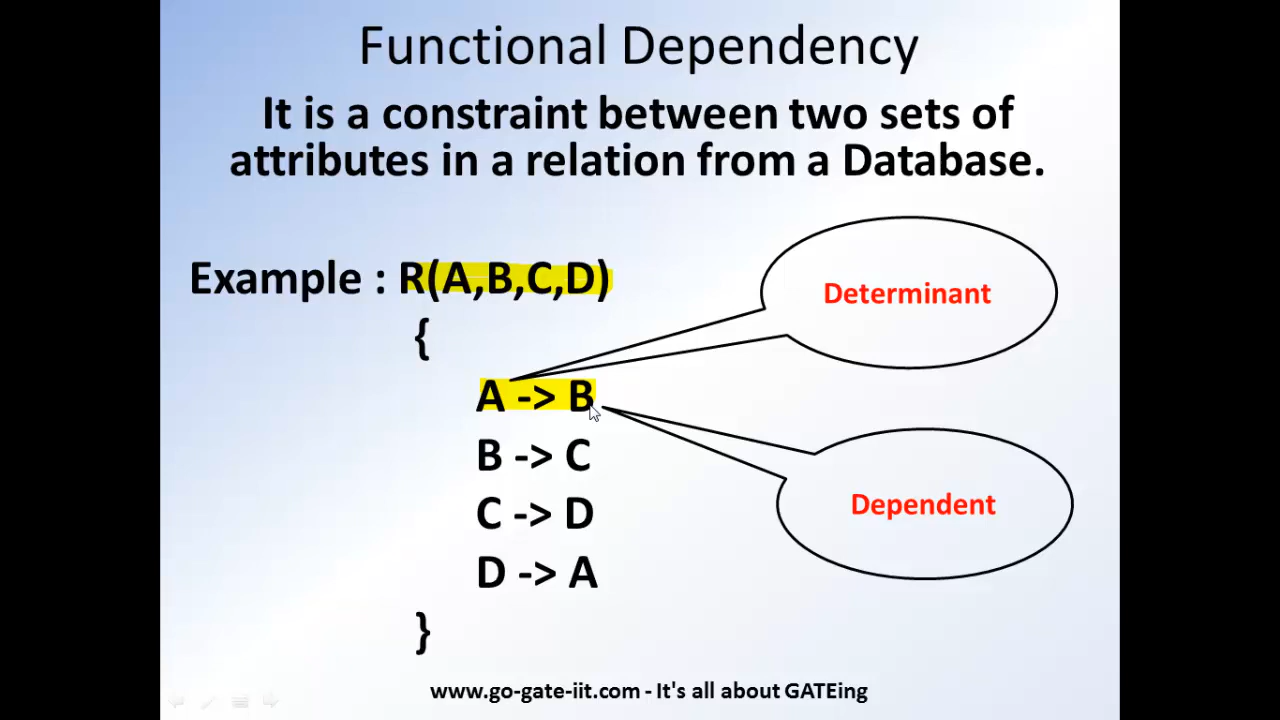 Functional Dependency
It is a constraint between two sets of
attributes in a relation from a Database.
Example : R(A,B,C,D)
{
A -> B
B -> C
C -> D
D -> A
}
Determinant
Dependent
www.go-gate-iit.com - It's all about GATEing